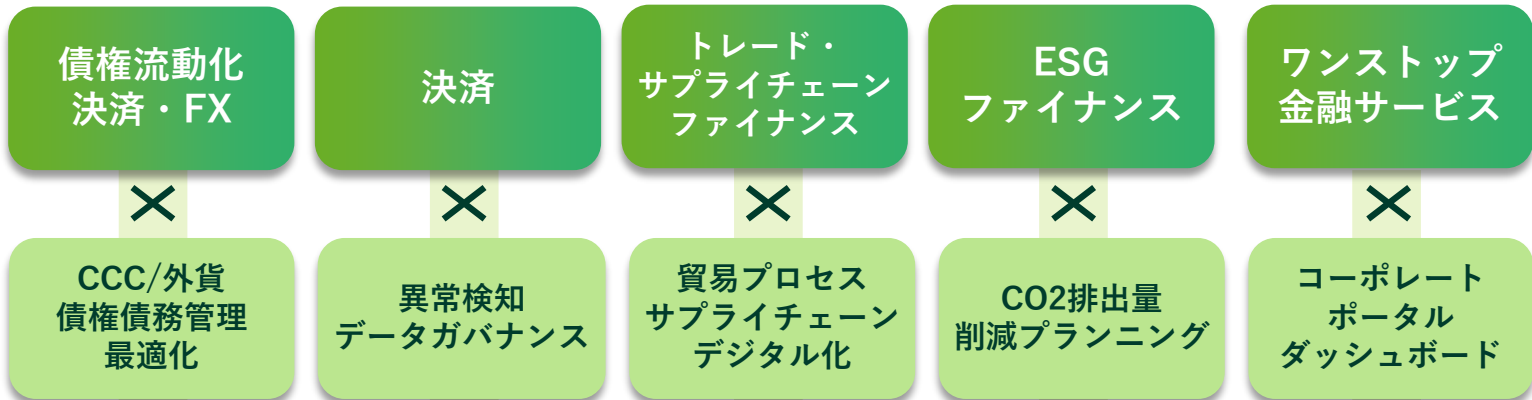 債権流動化
決済・FX
決済
トレード・
サプライチェーン
ファイナンス
ESG
ファイナンス
ワンストップ
金融サービス
CCC/外貨
債権債務管理
最適化
異常検知
データガバナンス
貿易プロセス
サプライチェーン
デジタル化
CO2排出量
削減プランニング
コーポレート
ポータル
ダッシュボード